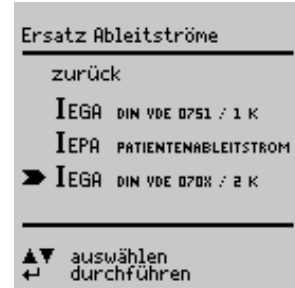 Ersatz Ableitströme
zurück
IEGA DIN VDE 0751 / 1 K
IEPA PATIENTENABLEITSTROM
IEGA DIN VDE 070X / 2 K
auswählen
durchführen